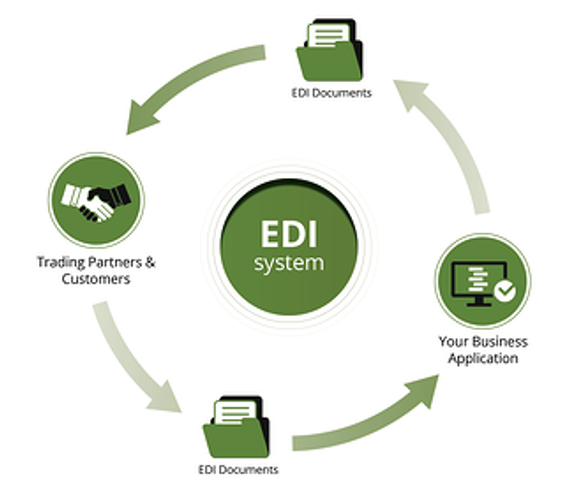 EDI Documents
EDI
system
Trading Partners &
Customers
Your Business
Application
EDI Documents